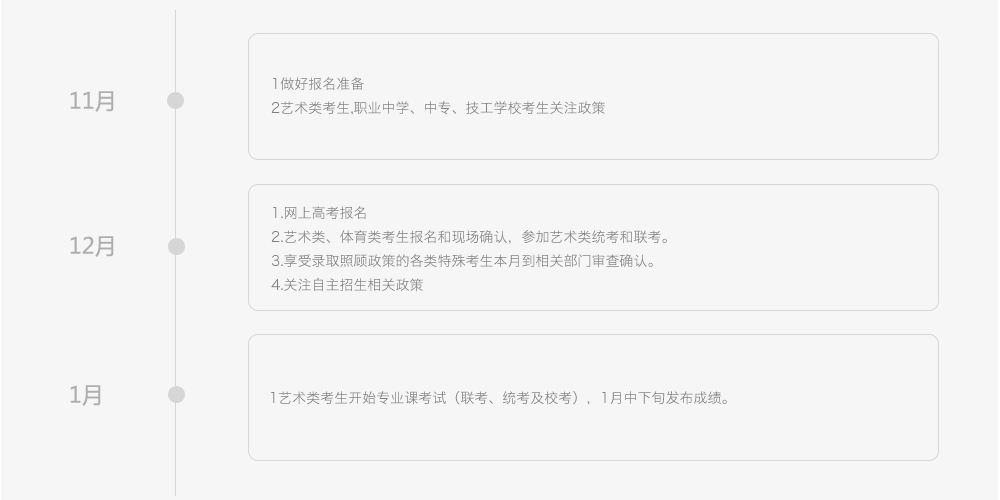 11月
1做好报名准备
2艺术类考生,职业中学、中专、技工学校考生关注政策
12月
1.网上高考报名
2.艺术类、体育类考生报名和现场确认，参加艺术类统考和联考。
3.享受录取照顾政策的各类特殊考生本月到相关部门审查确认。
4.关注自主招生相关政策
1月
1艺术类考生开始专业课考试（联考、统考及校考），1月中下旬发布成绩。